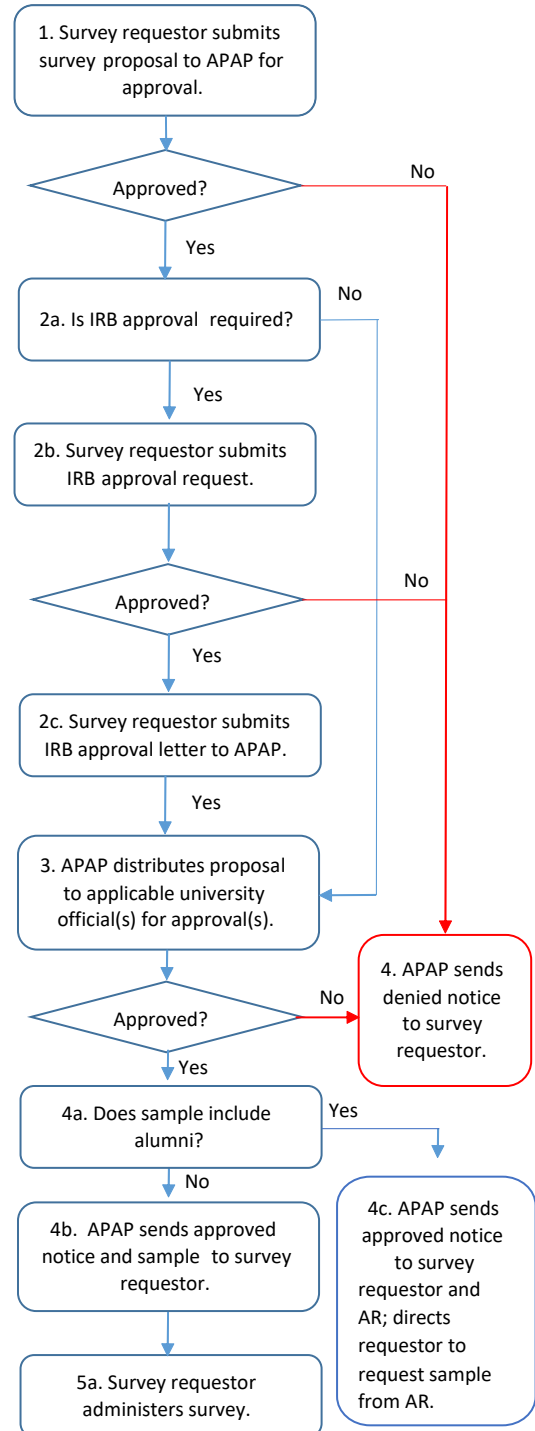 1. Survey requestor submits
survey proposal to APAP for
approval.
No
Approved?
Yes
No
2a. Is IRB approval required?
Yes
2b. Survey requestor submits
IRB approval request.
No
Approved?
Yes
2c. Survey requestor submits
IRB approval letter to APAP.
Yes
3. APAP distributes proposal
to applicable university
official(s) for approval(s).
No
Approved?
4. APAP sends
denied notice
to survey
requestor.
Yes
4a. Does sample include
alumni?
Yes
No
4b. APAP sends approved
notice and sample to survey
requestor.
4c. APAP sends
approved notice
to survey
requestor and
AR; directs
requestor to
request sample
from AR.
5a. Survey requestor
administers survey.